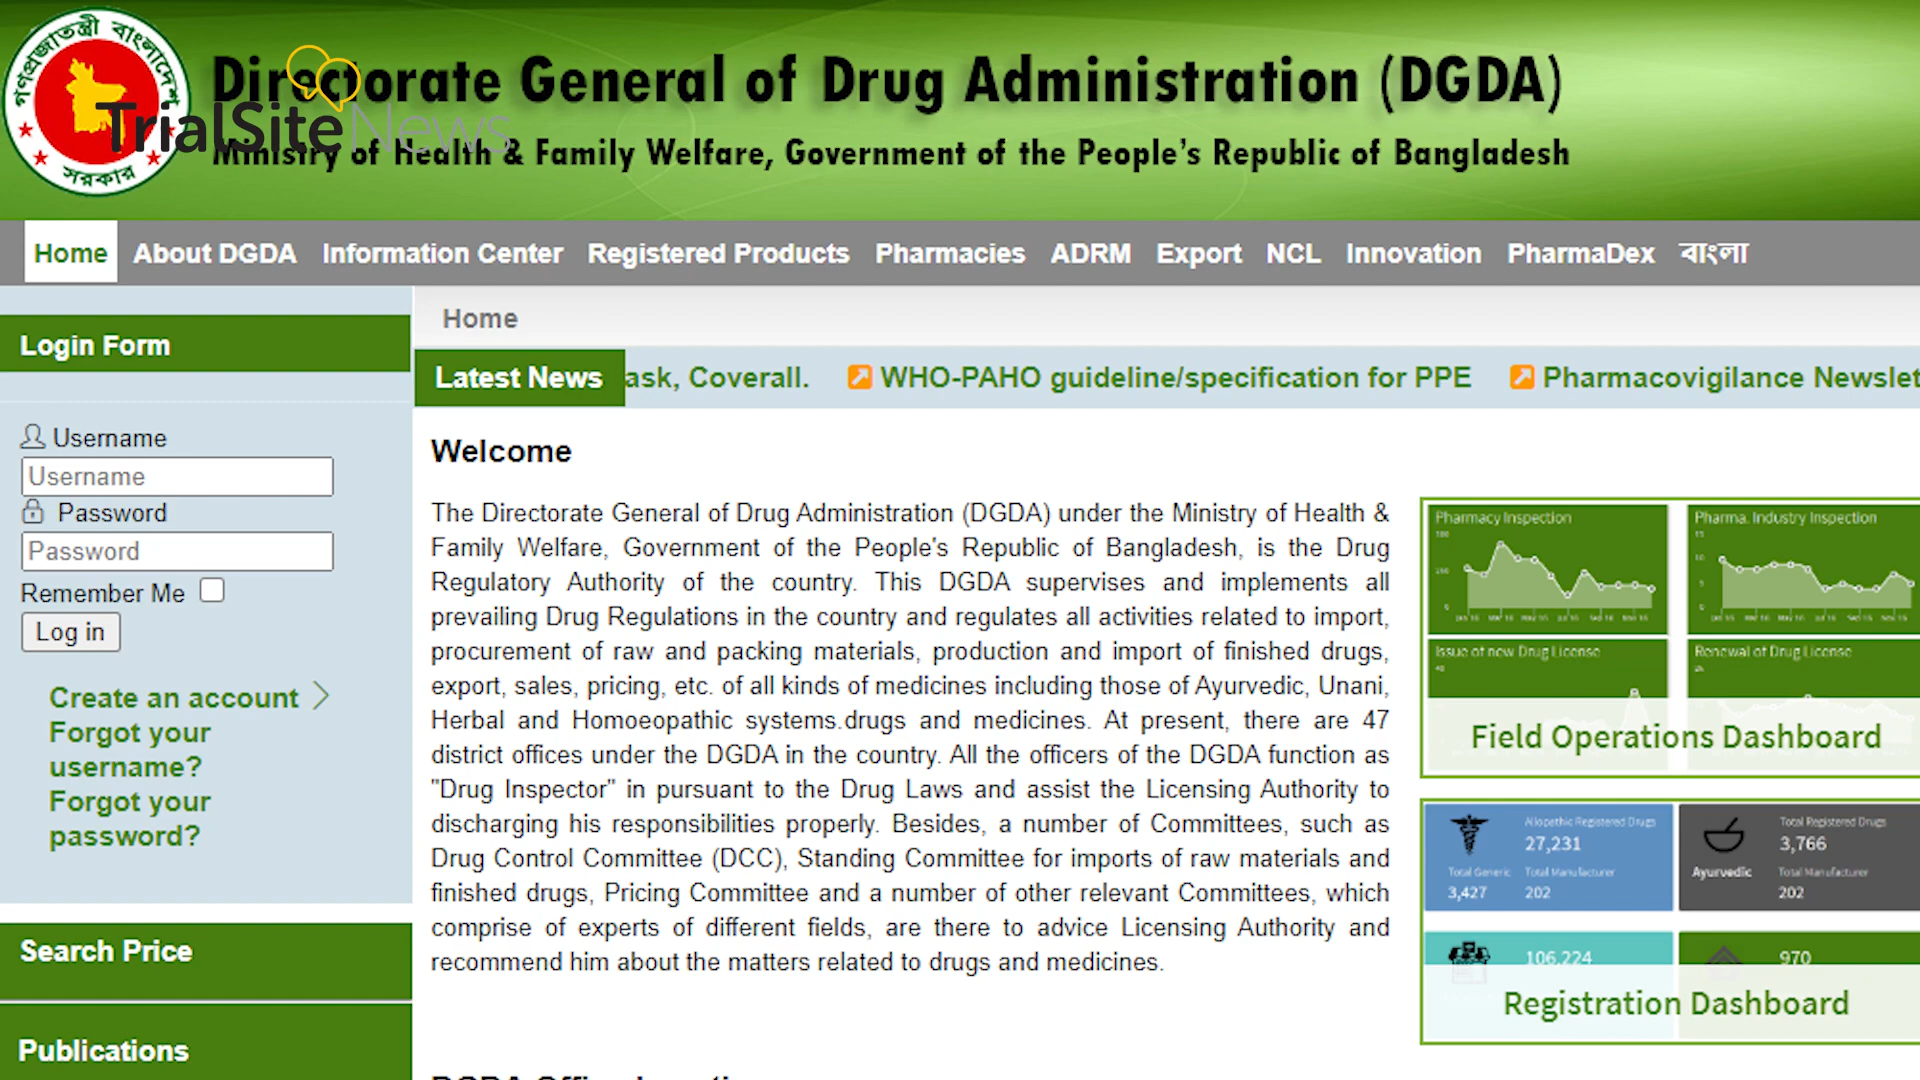 গণপ্রজাতন্ত্রী বাংলাদেশ
সরকার
Directorate General of Drug Administration (DGDA)
TrialSiteNews
Ministry of Health & Family Welfare, Government of the People's Republic of Bangladesh
Home About DGDA Information Center Registered Products Pharmacies ADRM Export NCL Innovation PharmaDex বাংলা
Login Form
Username
Username
Password
Password
Remember Me
Log in
Create an account
Forgot your
username?
Forgot your
password?
Search Price
Publications
Home
Latest News ask, Coverall. WHO-PAHO guideline/specification for PPE Pharmacovigilance Newslet
Welcome
The Directorate General of Drug Administration (DGDA) under the Ministry of Health &
Family Welfare, Government of the People's Republic of Bangladesh, is the Drug
Regulatory Authority of the country. This DGDA supervises and implements all
prevailing Drug Regulations in the country and regulates all activities related to import,
procurement of raw and packing materials, production and import of finished drugs,
export, sales, pricing, etc. of all kinds of medicines including those of Ayurvedic, Unani,
Herbal and Homoeopathic systems.drugs and medicines. At present, there are 47
district offices under the DGDA in the country. All the officers of the DGDA function as
"Drug Inspector" in pursuant to the Drug Laws and assist the Licensing Authority to
discharging his responsibilities properly. Besides, a number of Committees, such as
Drug Control Committee (DCC), Standing Committee for imports of raw materials and
finished drugs, Pricing Committee and a number of other relevant Committees, which
comprise of experts of different fields, are there to advice Licensing Authority and
recommend him about the matters related to drugs and medicines.
Pharmacy Inspection
Pharma. Industry Inspection
Issue of new Drug License
Renewal of Drug License
Field Operations Dashboard
Allopathic Registered Drugs
27,231
Total Generic Total Manufacturer
3,427 202
Total Registered Drugs
3,766
Ayurvedic Total Manufacturer
202
106,224
970
Registration Dashboard